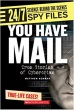 24/7
SCIENCE BEHIND THE SCENES
SPY FILES
YOU HAVE
MAIL
True Stories
of Cybercrime
TRUE-LIFE CASES!